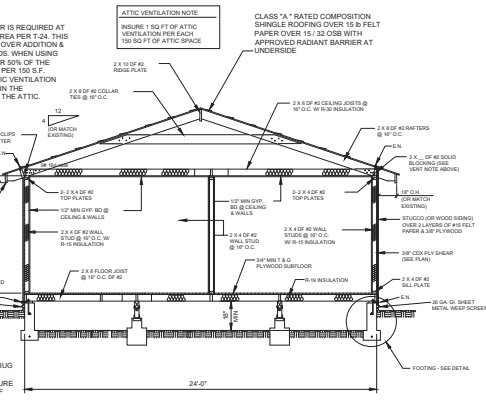 R IS REQUIRED AT
REA PER T-24. THIS
OVER ADDITION &
DS. WHEN USING
R 50% OF THE
PER 150 S.F.
IC VENTILATION
IN THE
THE ATTIC.
ATTIC VENTILATION NOTE
INSURE 1 SQ FT OF ATTIC
VENTILATION PER EACH
150 SQ FT OF ATTIC SPACE
CLASS "A " RATED COMPOSITION
SHINGLE ROOFING OVER 15 lb FELT
PAPER OVER 15 / 32 OSB WITH
APPROVED RADIANT BARRIER AT
UNDERSIDE
2 X 10 DF #2
RIDGE PLATE
2 X 8 DF #2 COLLAR
TIES @ 16" O.C.
2 X 8 DF #2 CEILING JOISTS @
16" O.C. W/ R-30 INSULATION
12
4
(OR MATCH
EXISTING)
2 X 8 DF #2 RAFTERS
@ 16" O.C.
CLIPS
TER
E.N.
2 X __ DF #2 SOLID
BLOCKING (SEE
VENT NOTE ABOVE)
2- 2 X 4 DF #2
TOP PLATES
1/2" MIN GYP. BD @
CEILING & WALLS
2 X 4 DF #2 WALL
STUD @ 16" O.C. W/
R-15 INSULATION
1/2" MIN GYP.
BD @ CEILING
& WALLS
2 X 4 DF #2
WALL STUD
@ 16" O.C.
2- 2 X 4 DF #2
TOP PLATES
2 X 4 DF #2 WALL
STUDS @ 16" O.C.
W/ R-15 INSULATION
18" O.H.
(OR MATCH
EXISTING)
STUCCO (OR WOOD SIDING)
OVER 2 LAYERS OF #15 FELT
PAPER & 3/8" PLYWOOD
3/8" CDX PLY SHEAR
(SEE PLAN)
2 X 6 FLOOR JOIST
@ 16" O.C. DF #2
3/4" MIN T & G
PLYWOOD SUBFLOOR
R-19 INSULATION
2 X 4 DF #2
SILL PLATE
E.N.
26 GA. GI. SHEET
METAL WEEP SCREEN
18"
MIN
BUG
URE
F
FOOTING - SEE DETAIL
24'-0"